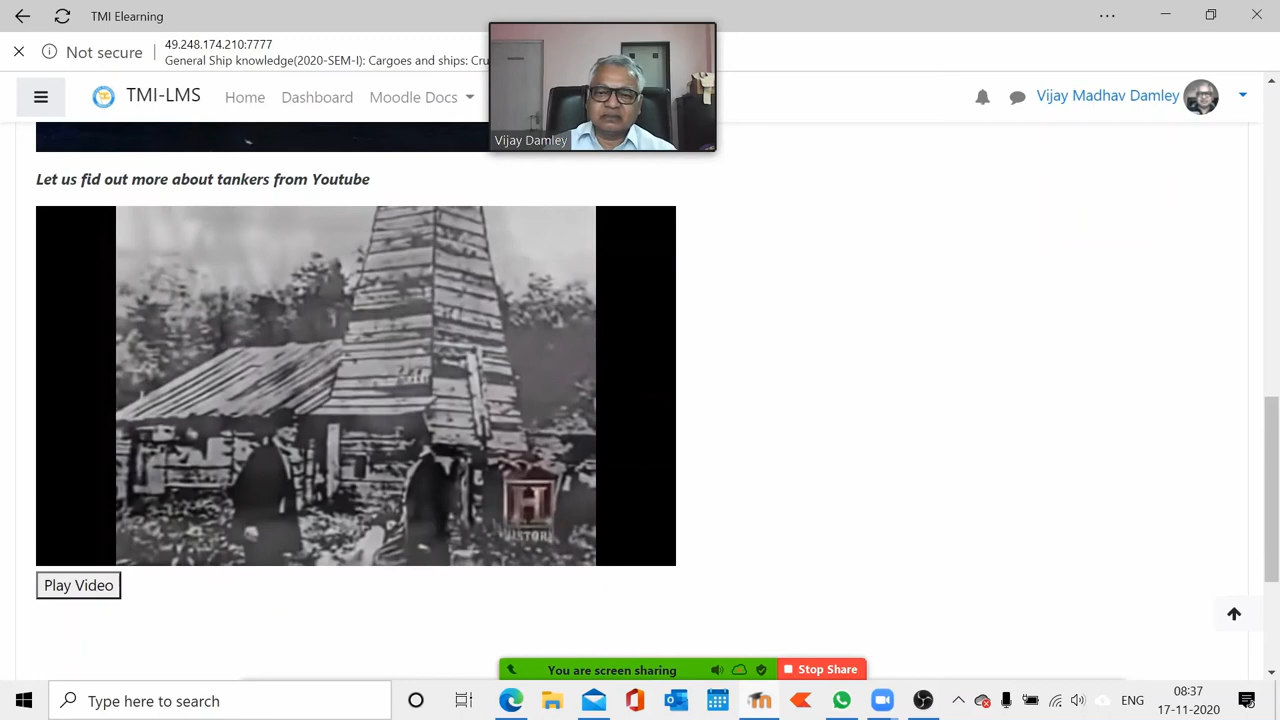 TMI Elearning
Not secure
49.248.174.210:7777
General Ship knowledge(2020-SEM-I): Cargoes and ships: Cru
TMI-LMS
Home
Dashboard
Moodle Docs
Vijay Madhav Damley
Vijay Damley
Let us fid out more about tankers from Youtube
H
HISTORY
Play Video
You are screen sharing
Stop Share
Type here to search
ENG
08:37
17-11-2020